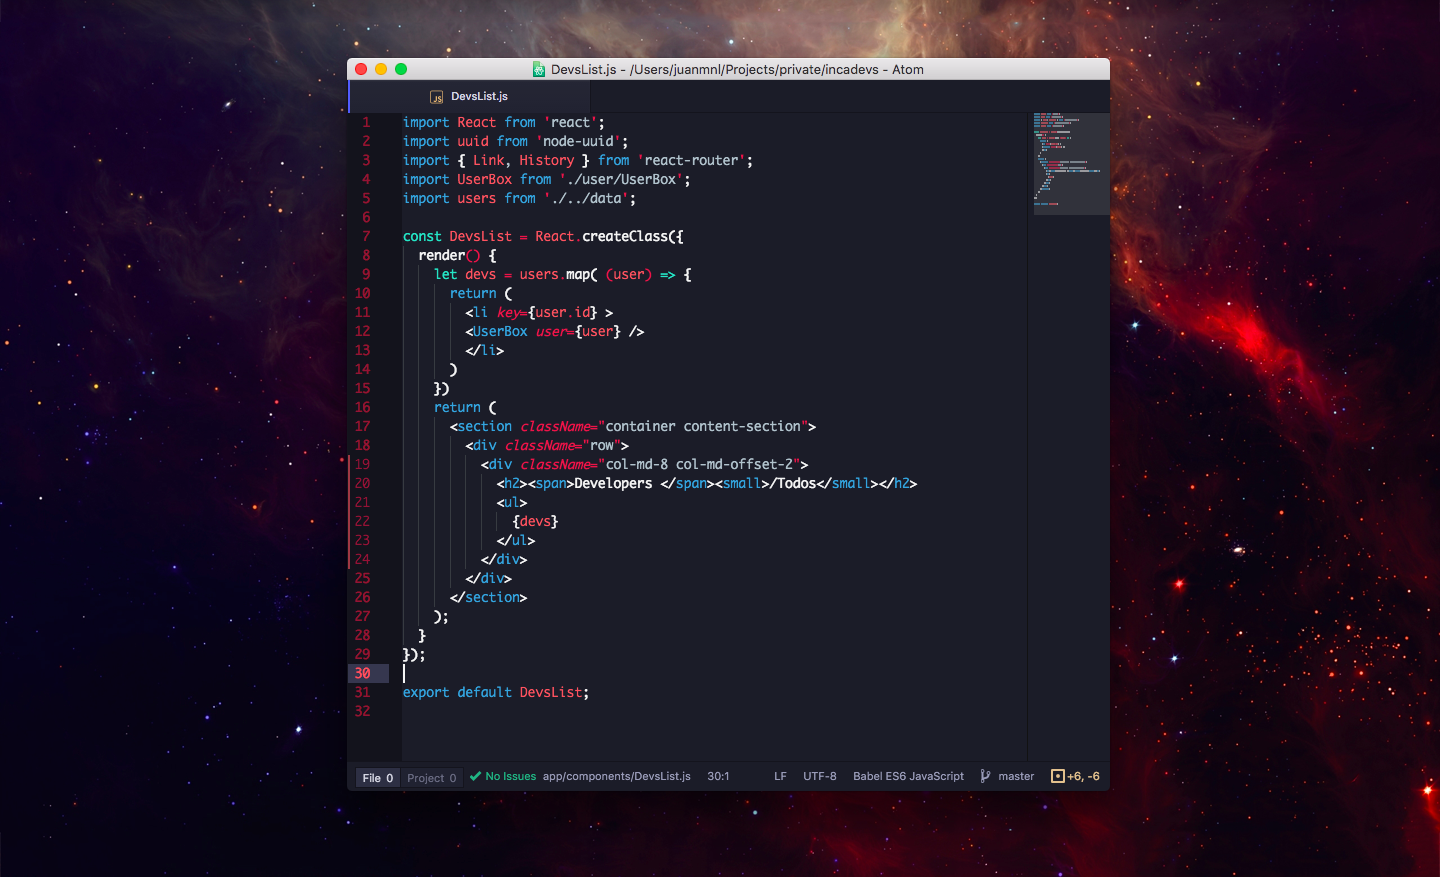 DevsList.js - /Users/juanmnl/Projects/private/incadevs - Atom
JS DevsList.js
1 import React from 'react';
2 import uuid from 'node-uuid';
3 import { Link, History } from 'react-router';
4 import UserBox from './user/UserBox';
5 import users from './../data';
6
7 const DevsList = React.createClass({
8 render() {
9 let devs = users.map( (user) => {
10 return (
11 <li key={user.id} >
12 <UserBox user={user} />
13 </li>
14 )
15 })
16 return (
17 <section className="container content-section">
18 <div className="row">
19 <div className="col-md-8 col-md-offset-2">
20 <h2><span>Developers </span><small>/Todos</small></h2>
21 <ul>
22 {devs}
23 </ul>
24 </div>
25 </div>
26 </section>
27 );
28 }
29 });
30
31 export default DevsList;
32
File 0 Project 0 No Issues app/components/DevsList.js 30:1 LF UTF-8 Babel ES6 JavaScript master +6, -6